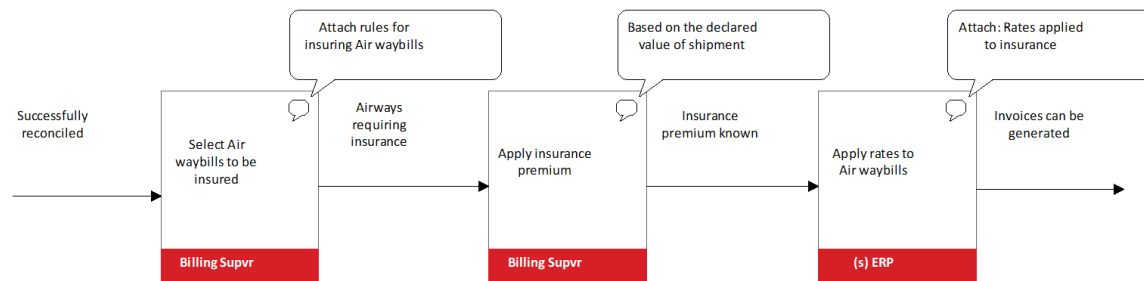 Attach rules for
insuring Air waybills
Based on the declared
value of shipment
Attach: Rates applied
to insurance
Successfully
reconciled
Select Air
waybills to be
insured
Billing Supvr
Airways
requiring
insurance
Apply insurance
premium
Billing Supvr
Insurance
premium known
Apply rates to
Air waybills
(s) ERP
Invoices can be
generated